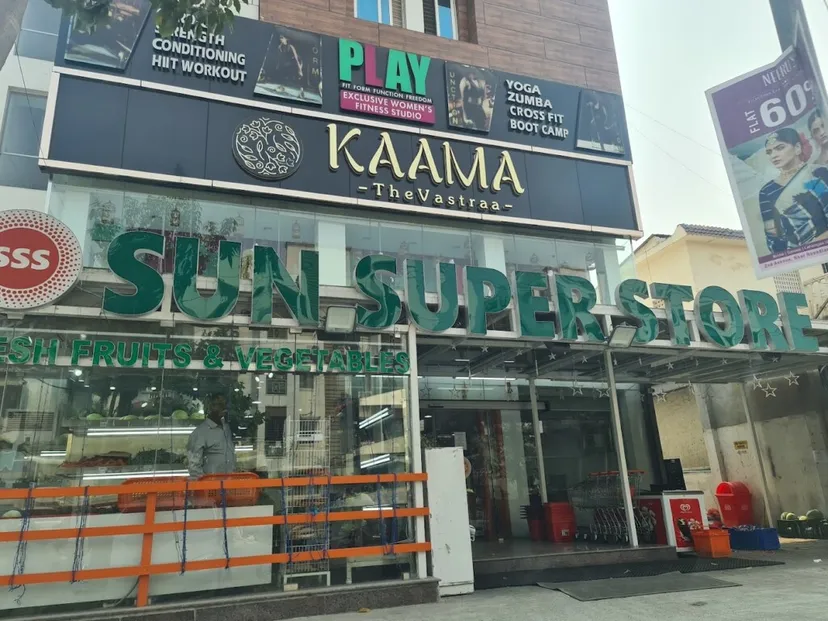 STRENGTH
CONDITIONING
HIIT WORKOUT
FORM
PLAY
FIT FORM FUNCTION FREEDOM
EXCLUSIVE WOMEN'S
FITNESS STUDIO
YOGA
ZUMBA
CROSS FIT
BOOT CAMP
KAAMA
-TheVastraa-
FLAT 60%
SSS
SUN SUPER STORE
ESH FRUITS & VEGETABLES